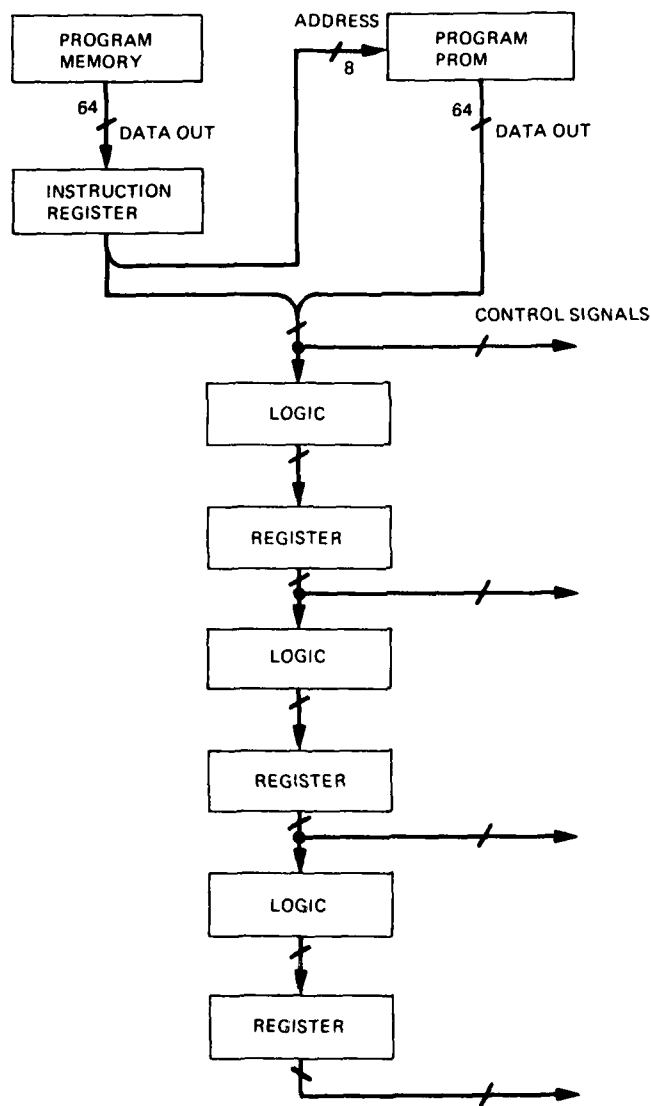 ADDRESS
PROGRAM
MEMORY
8
PROGRAM
PROM
64
DATA OUT
64
DATA OUT
INSTRUCTION
REGISTER
CONTROL SIGNALS
LOGIC
REGISTER
LOGIC
REGISTER
LOGIC
REGISTER